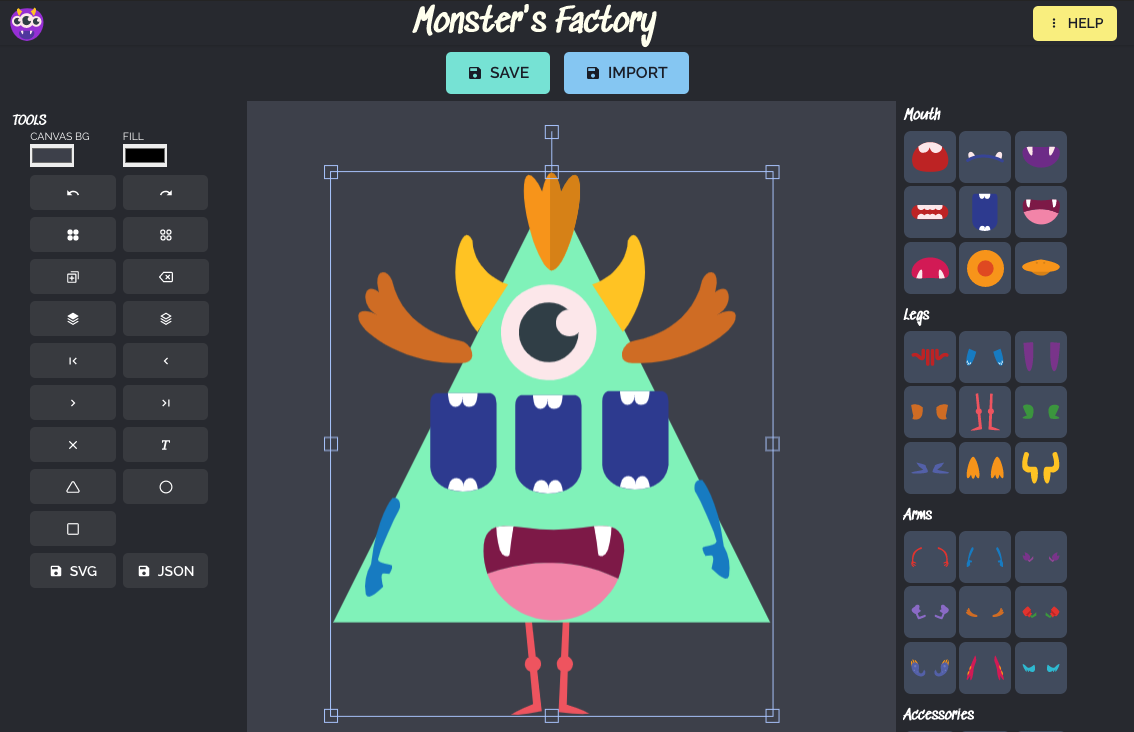 Monster's Factory
HELP
SAVE
IMPORT
TOOLS
CANVAS BG
FILL
T
SVG
JSON
Mouth
Legs
Arms
Accessories